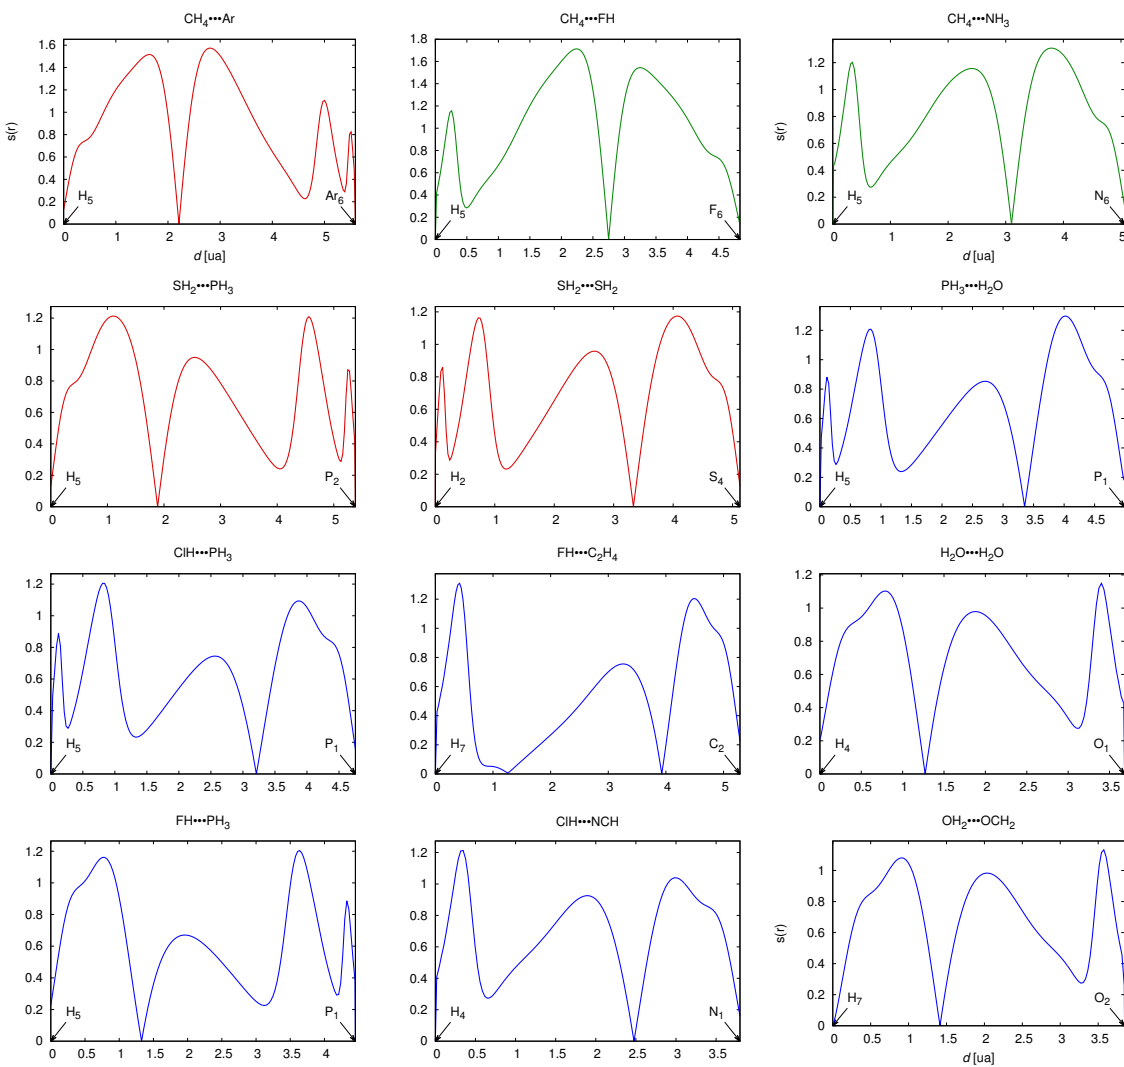 CH₄•••Ar
CH₄•••FH
CH₄•••NH₃
s(r)
0 0.2 0.4 0.6 0.8 1 1.2 1.4 1.6
H₅ Ar₆
0 1 2 3 4 5
d [ua]
0 0.2 0.4 0.6 0.8 1 1.2 1.4 1.6 1.8
H₅ F₆
0 0.5 1 1.5 2 2.5 3 3.5 4 4.5
s(r)
0 0.2 0.4 0.6 0.8 1 1.2
H₅ N₆
0 1 2 3 4 5
d [ua]
SH₂•••PH₃
SH₂•••SH₂
PH₃•••H₂O
0 0.2 0.4 0.6 0.8 1 1.2
H₅ P₂
0 1 2 3 4 5
0 0.2 0.4 0.6 0.8 1 1.2
H₂ S₄
0 1 2 3 4 5
0 0.2 0.4 0.6 0.8 1 1.2
H₅ P₁
0 0.5 1 1.5 2 2.5 3 3.5 4 4.5
ClH•••PH₃
FH•••C₂H₄
H₂O•••H₂O
0 0.2 0.4 0.6 0.8 1 1.2
H₅ P₁
0 0.5 1 1.5 2 2.5 3 3.5 4 4.5
0 0.2 0.4 0.6 0.8 1 1.2
H₇ C₂
0 1 2 3 4 5
0 0.2 0.4 0.6 0.8 1 1.2
H₄ O₁
0 0.5 1 1.5 2 2.5 3 3.5
FH•••PH₃
ClH•••NCH
OH₂•••OCH₂
0 0.2 0.4 0.6 0.8 1 1.2
H₅ P₁
0 0.5 1 1.5 2 2.5 3 3.5 4
0 0.2 0.4 0.6 0.8 1 1.2
H₄ N₁
0 0.5 1 1.5 2 2.5 3 3.5
s(r)
0 0.2 0.4 0.6 0.8 1
H₇ O₂
0 0.5 1 1.5 2 2.5 3 3.5
d [ua]